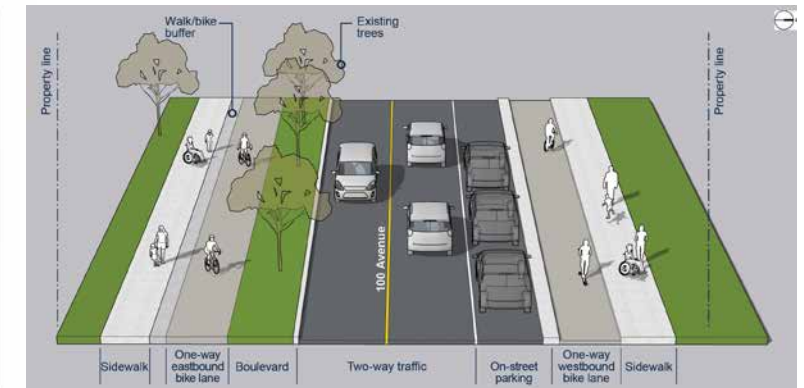 Walk/bike
buffer
Existing
trees
Property line
Property line
100 Avenue
Sidewalk
One-way
eastbound
bike lane
Boulevard
Two-way traffic
On-street
parking
One-way
westbound
bike lane
Sidewalk